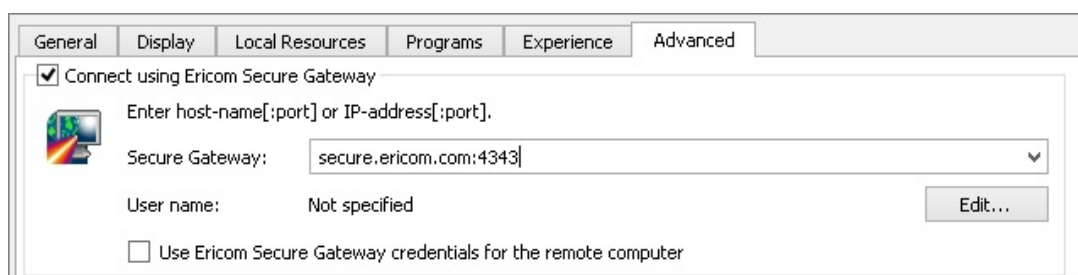 General Display Local Resources Programs Experience Advanced
Connect using Ericom Secure Gateway
Enter host-name[:port] or IP-address[:port].
Secure Gateway: secure.ericom.com:4343
User name: Not specified Edit...
Use Ericom Secure Gateway credentials for the remote computer